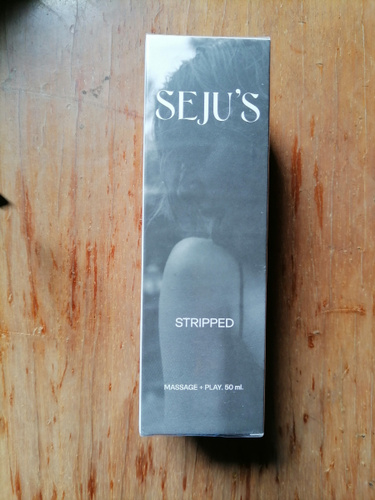 SEJU'S
STRIPPED
MASSAGE + PLAY. 50 ml.